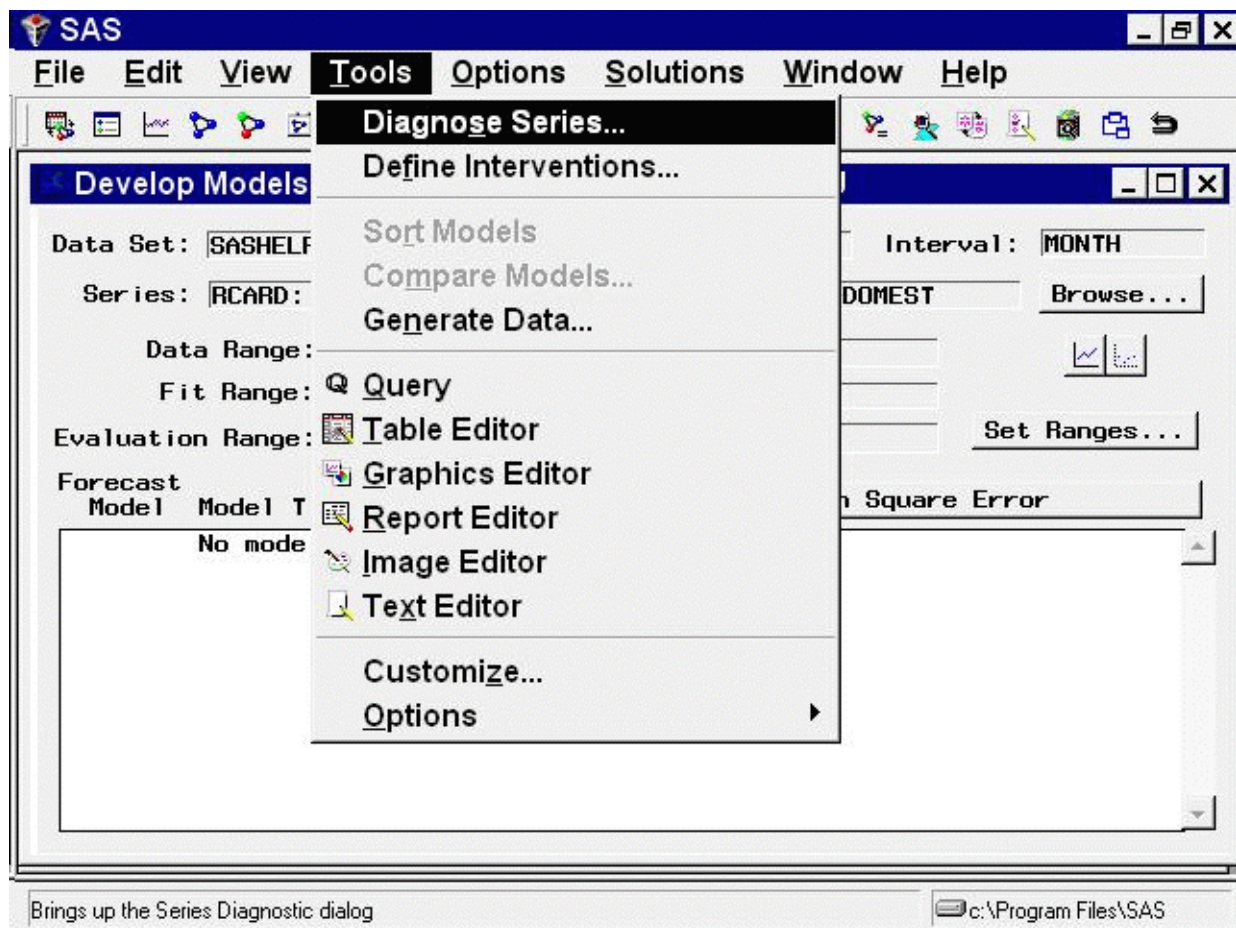 SAS
File Edit View Tools Options Solutions Window Help
Diagnose Series...
Define Interventions...
Sort Models
Compare Models...
Generate Data...
Query
Table Editor
Graphics Editor
Report Editor
Image Editor
Text Editor
Customize...
Options
Develop Models
Data Set: Interval: MONTH
Series: RCARD: Browse...
Data Range:
Fit Range:
Evaluation Range: Set Ranges...
Forecast
Model Model Square Error
No
Brings up the Series Diagnostic dialog c:\Program Files\SAS